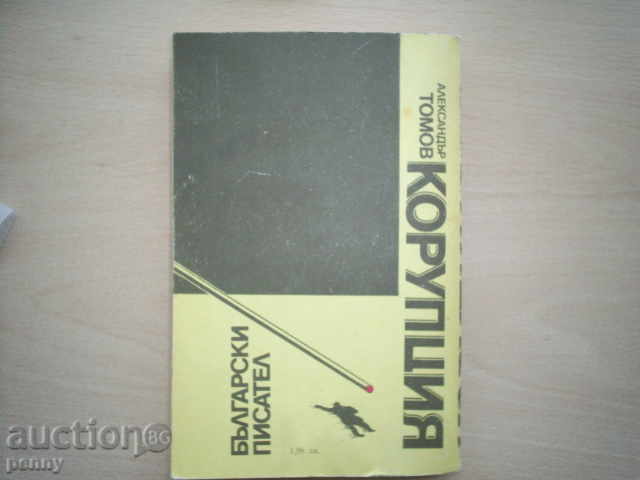 АЛЕКСАНДЪР
ТОМОВ
КОРУПЦИЯ
БЪЛГАРСКИ
ПИСАТЕЛ
auction BG
penny